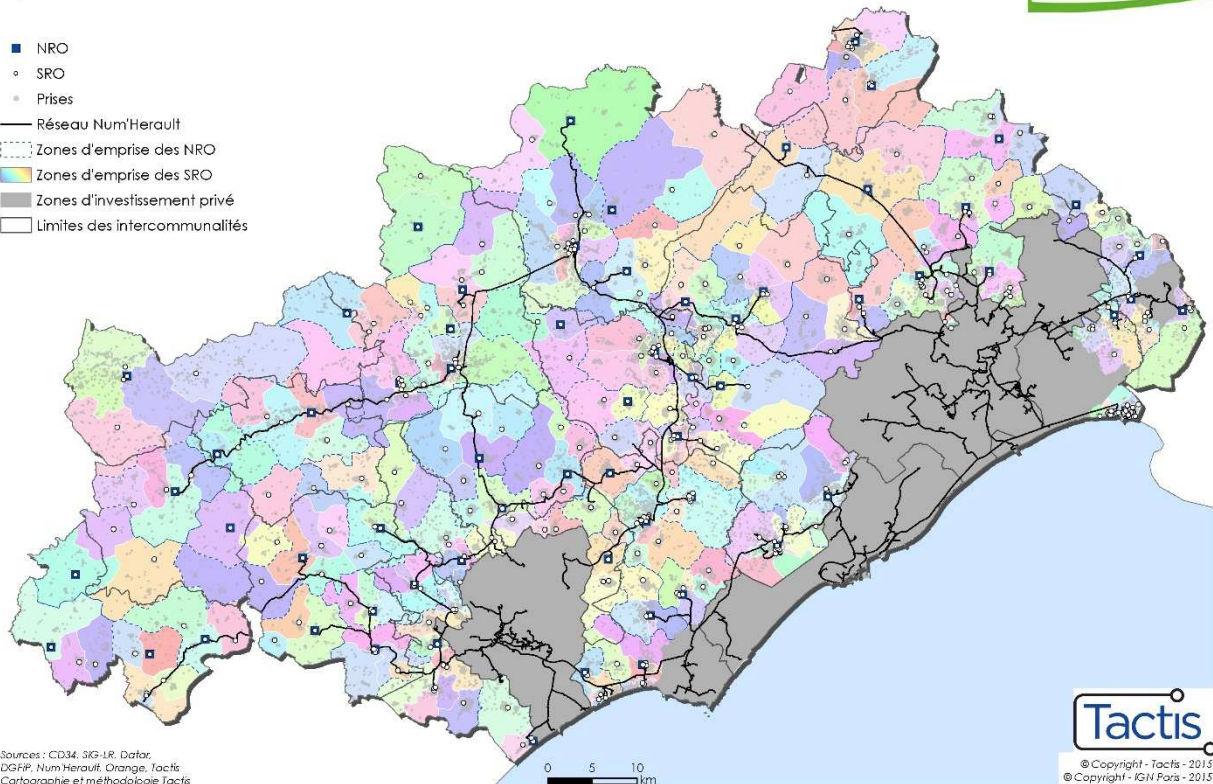 NRO
SRO
Prises
Réseau Num'Herault
Zones d'emprise des NRO
Zones d'emprise des SRO
Zones d'investissement privé
Limites des intercommunalités
Sources : CD34, SIG-LR, Datar,
DGFiP, Num'Herault, Orange, Tactis
Cartographie et méthodologie Tactis
0 5 10
km
Tactis
© Copyright - Tactis - 2015
© Copyright - IGN Paris - 2015